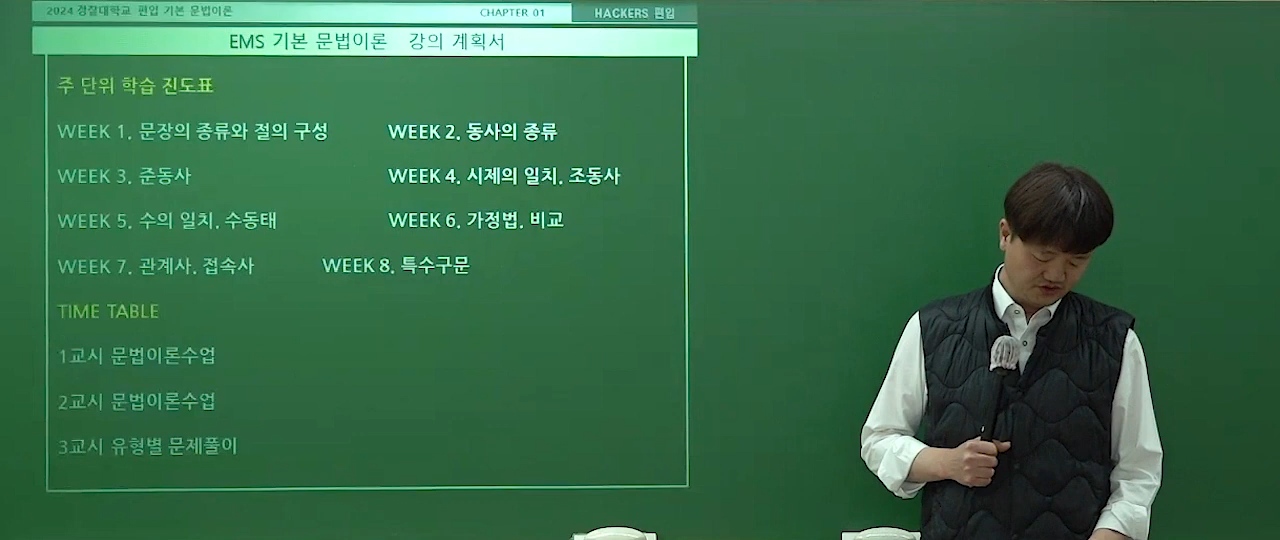 2024 경찰대학교 편입 기본 문법이론 CHAPTER 01 HACKERS 편입
EMS 기본 문법이론 강의 계획서
주 단위 학습 진도표
WEEK 1. 문장의 종류와 절의 구성 WEEK 2. 동사의 종류
WEEK 3. 준동사 WEEK 4. 시제의 일치, 조동사
WEEK 5. 수의 일치, 수동태 WEEK 6. 가정법, 비교
WEEK 7. 관계사, 접속사 WEEK 8. 특수구문
TIME TABLE
1교시 문법이론수업
2교시 문법이론수업
3교시 유형별 문제풀이